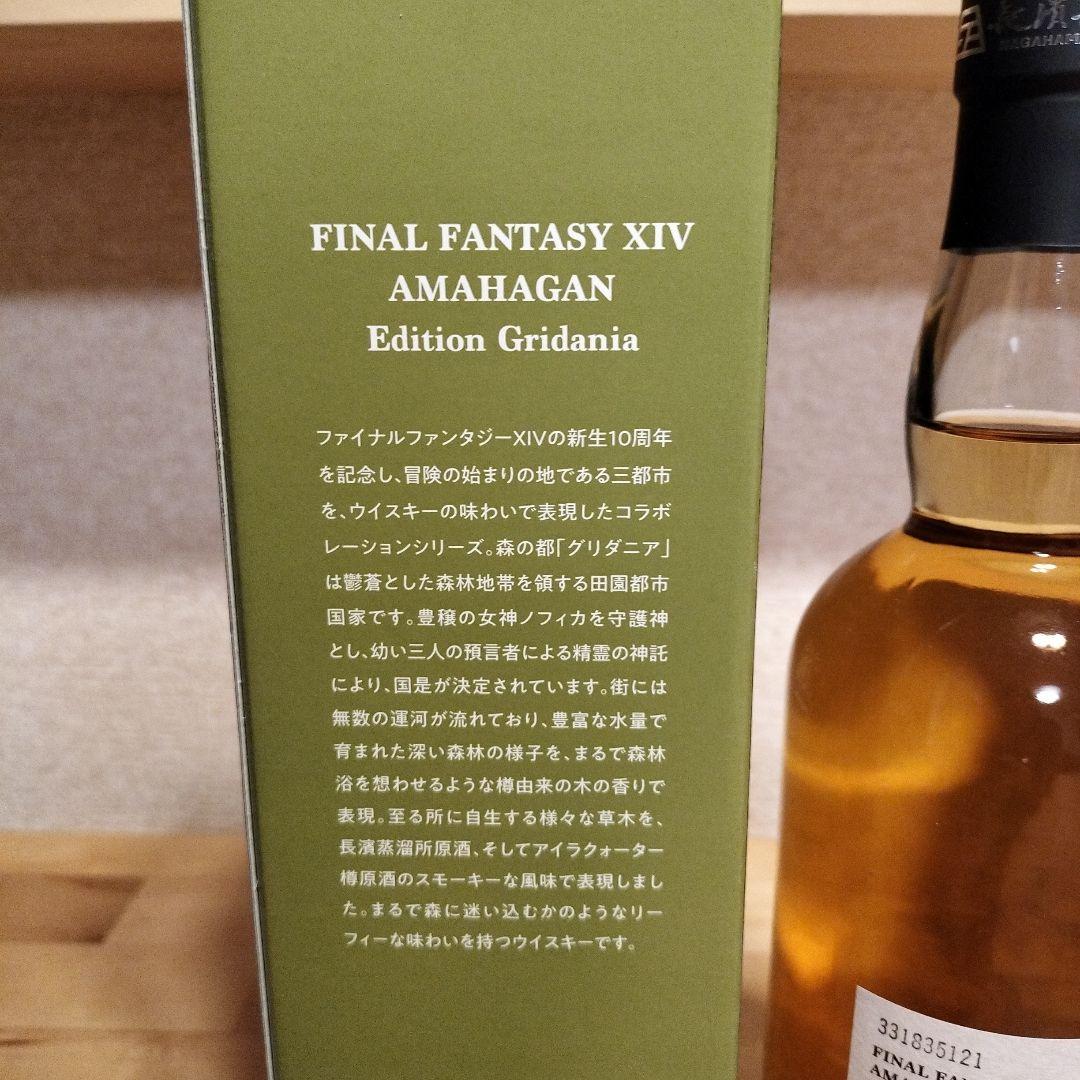 FINAL FANTASY XIV
AMAHAGAN
Edition Gridania
ファイナルファンタジーXIVの新生10周年
を記念し、冒険の始まりの地である三都市
を、ウイスキーの味わいで表現したコラボ
レーションシリーズ。森の都「グリダニア」
は鬱蒼とした森林地帯を領する田園都市
国家です。豊穣の女神ノフィカを守護神
とし、幼い三人の預言者による精霊の神託
により、国是が決定されています。街には
無数の運河が流れており、豊富な水量で
育まれた深い森林の様子を、まるで森林
浴を想わせるような樽由来の木の香りで
表現。至る所に自生する様々な草木を、
長濱蒸溜所原酒、そしてアイラクォーター
樽原酒のスモーキーな風味で表現しまし
た。まるで森に迷い込むかのようなリー
フィーな味わいを持つウイスキーです。
長濱
331835121
FINAL FAN
AMA